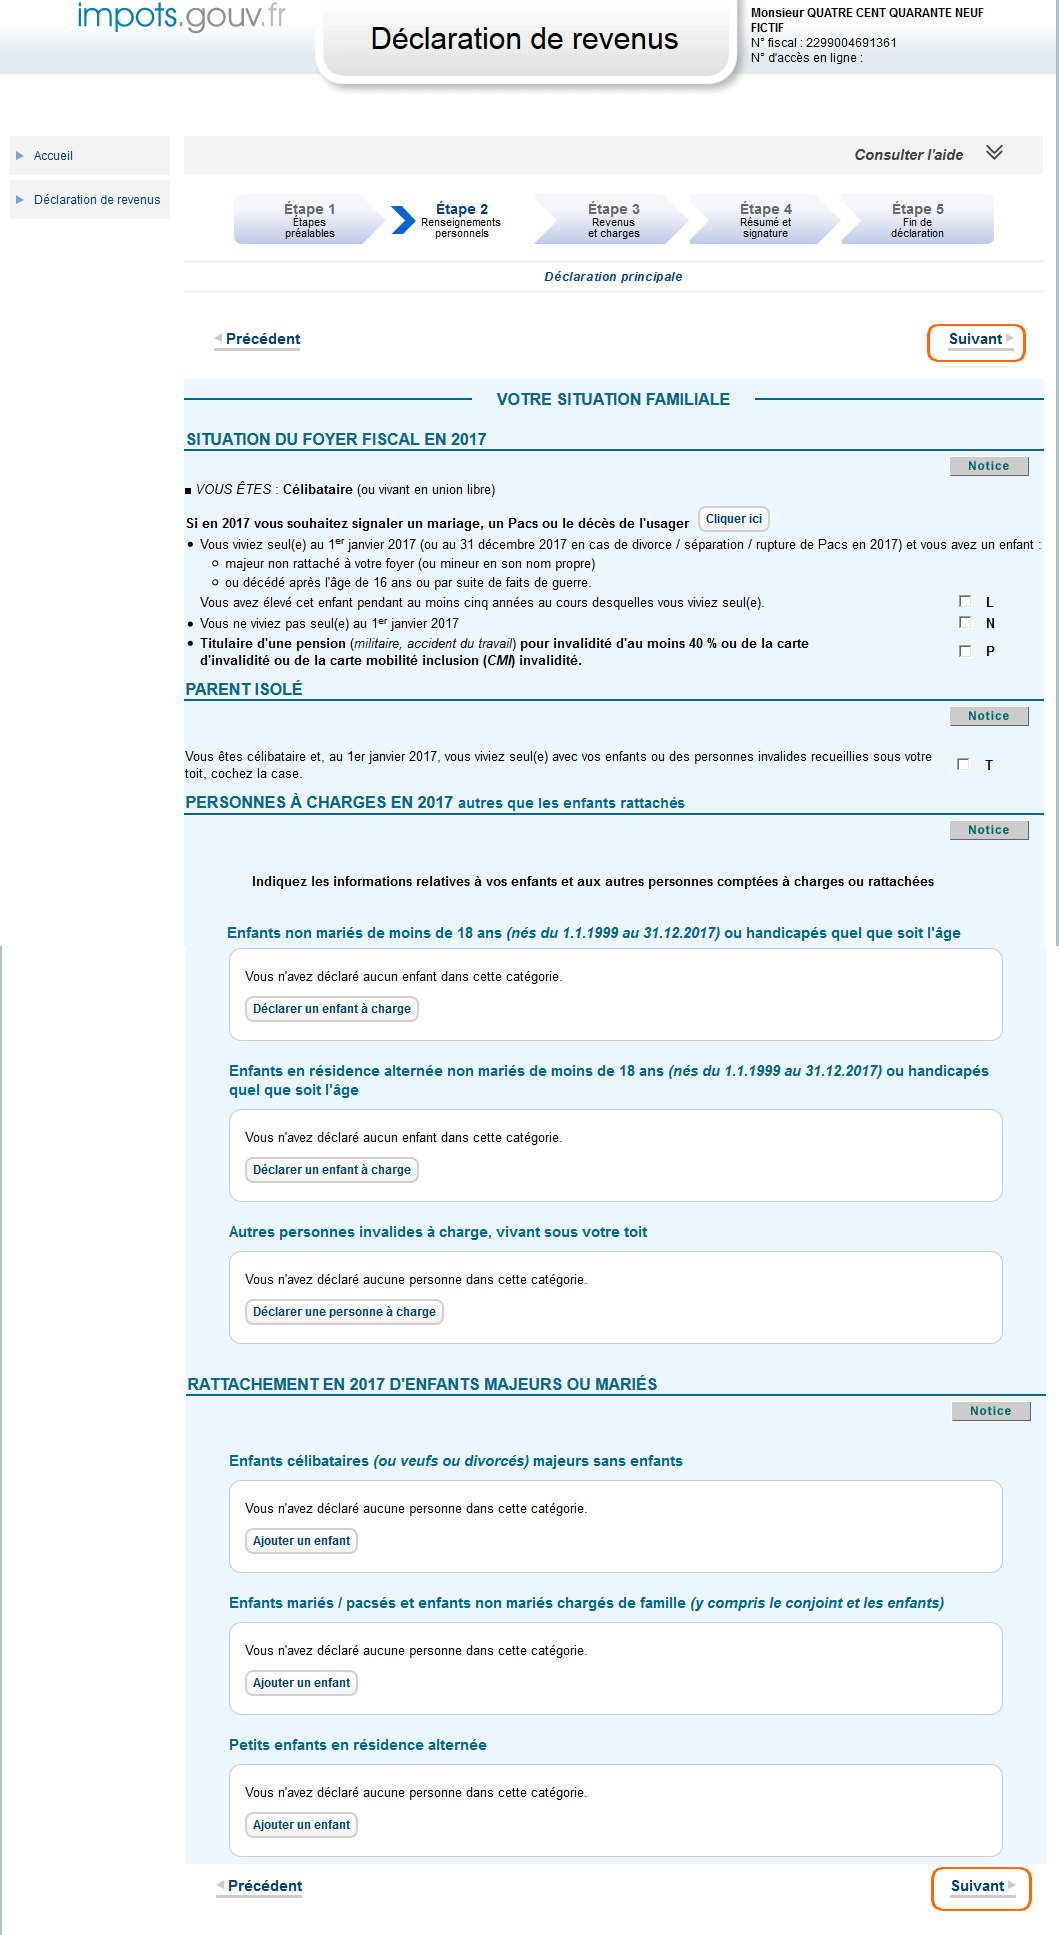 impots.gouv.fr
Déclaration de revenus
Monsieur QUATRE CENT QUARANTE NEUF
FICTIF
N° fiscal : 2299004691361
N° d'accès en ligne :
Accueil
Déclaration de revenus
Consulter l'aide
Étape 1
Étapes
préalables
Étape 2
Renseignements
personnels
Étape 3
Revenus
et charges
Étape 4
Résumé et
signature
Étape 5
Fin de
déclaration
Déclaration principale
Précédent
Suivant
VOTRE SITUATION FAMILIALE
SITUATION DU FOYER FISCAL EN 2017
Notice
VOUS ÊTES : Célibataire (ou vivant en union libre)
Si en 2017 vous souhaitez signaler un mariage, un Pacs ou le décès de l'usager Cliquer ici
• Vous viviez seul(e) au 1er janvier 2017 (ou au 31 décembre 2017 en cas de divorce / séparation / rupture de Pacs en 2017) et vous avez un enfant :
majeur non rattaché à votre foyer (ou mineur en son nom propre)
ou décédé après l'âge de 16 ans ou par suite de faits de guerre.
Vous avez élevé cet enfant pendant au moins cinq années au cours desquelles vous viviez seul(e). L
• Vous ne viviez pas seul(e) au 1er janvier 2017 N
• Titulaire d'une pension (militaire, accident du travail) pour invalidité d'au moins 40 % ou de la carte
d'invalidité ou de la carte mobilité inclusion (CMI) invalidité. P
PARENT ISOLÉ
Notice
Vous êtes célibataire et, au 1er janvier 2017, vous viviez seul(e) avec vos enfants ou des personnes invalides recueillies sous votre
toit, cochez la case. T
PERSONNES À CHARGES EN 2017 autres que les enfants rattachés
Notice
Indiquez les informations relatives à vos enfants et aux autres personnes comptées à charges ou rattachées
Enfants non mariés de moins de 18 ans (nés du 1.1.1999 au 31.12.2017) ou handicapés quel que soit l'âge
Vous n'avez déclaré aucun enfant dans cette catégorie.
Déclarer un enfant à charge
Enfants en résidence alternée non mariés de moins de 18 ans (nés du 1.1.1999 au 31.12.2017) ou handicapés
quel que soit l'âge
Vous n'avez déclaré aucun enfant dans cette catégorie.
Déclarer un enfant à charge
Autres personnes invalides à charge, vivant sous votre toit
Vous n'avez déclaré aucune personne dans cette catégorie.
Déclarer une personne à charge
RATTACHEMENT EN 2017 D'ENFANTS MAJEURS OU MARIÉS
Notice
Enfants célibataires (ou veufs ou divorcés) majeurs sans enfants
Vous n'avez déclaré aucune personne dans cette catégorie.
Ajouter un enfant
Enfants mariés / pacsés et enfants non mariés chargés de famille (y compris le conjoint et les enfants)
Vous n'avez déclaré aucune personne dans cette catégorie.
Ajouter un enfant
Petits enfants en résidence alternée
Vous n'avez déclaré aucune personne dans cette catégorie.
Ajouter un enfant
Précédent
Suivant